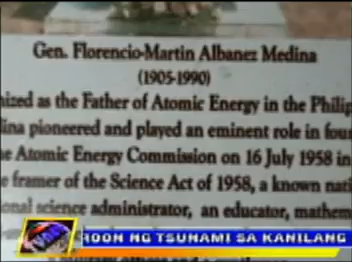 Gen. Florencio-Martin Albanez Medina
(1905-1990)
nized as the Father of Atomic Energy in the Philip
lina pioneered and played an eminent role in foun
e Atomic Energy Commission on 16 July 1958 in
e framer of the Science Act of 1958, a known nati
onal science administrator, an educator, mathem
ROON NG TSUNAMI SA KANILANG